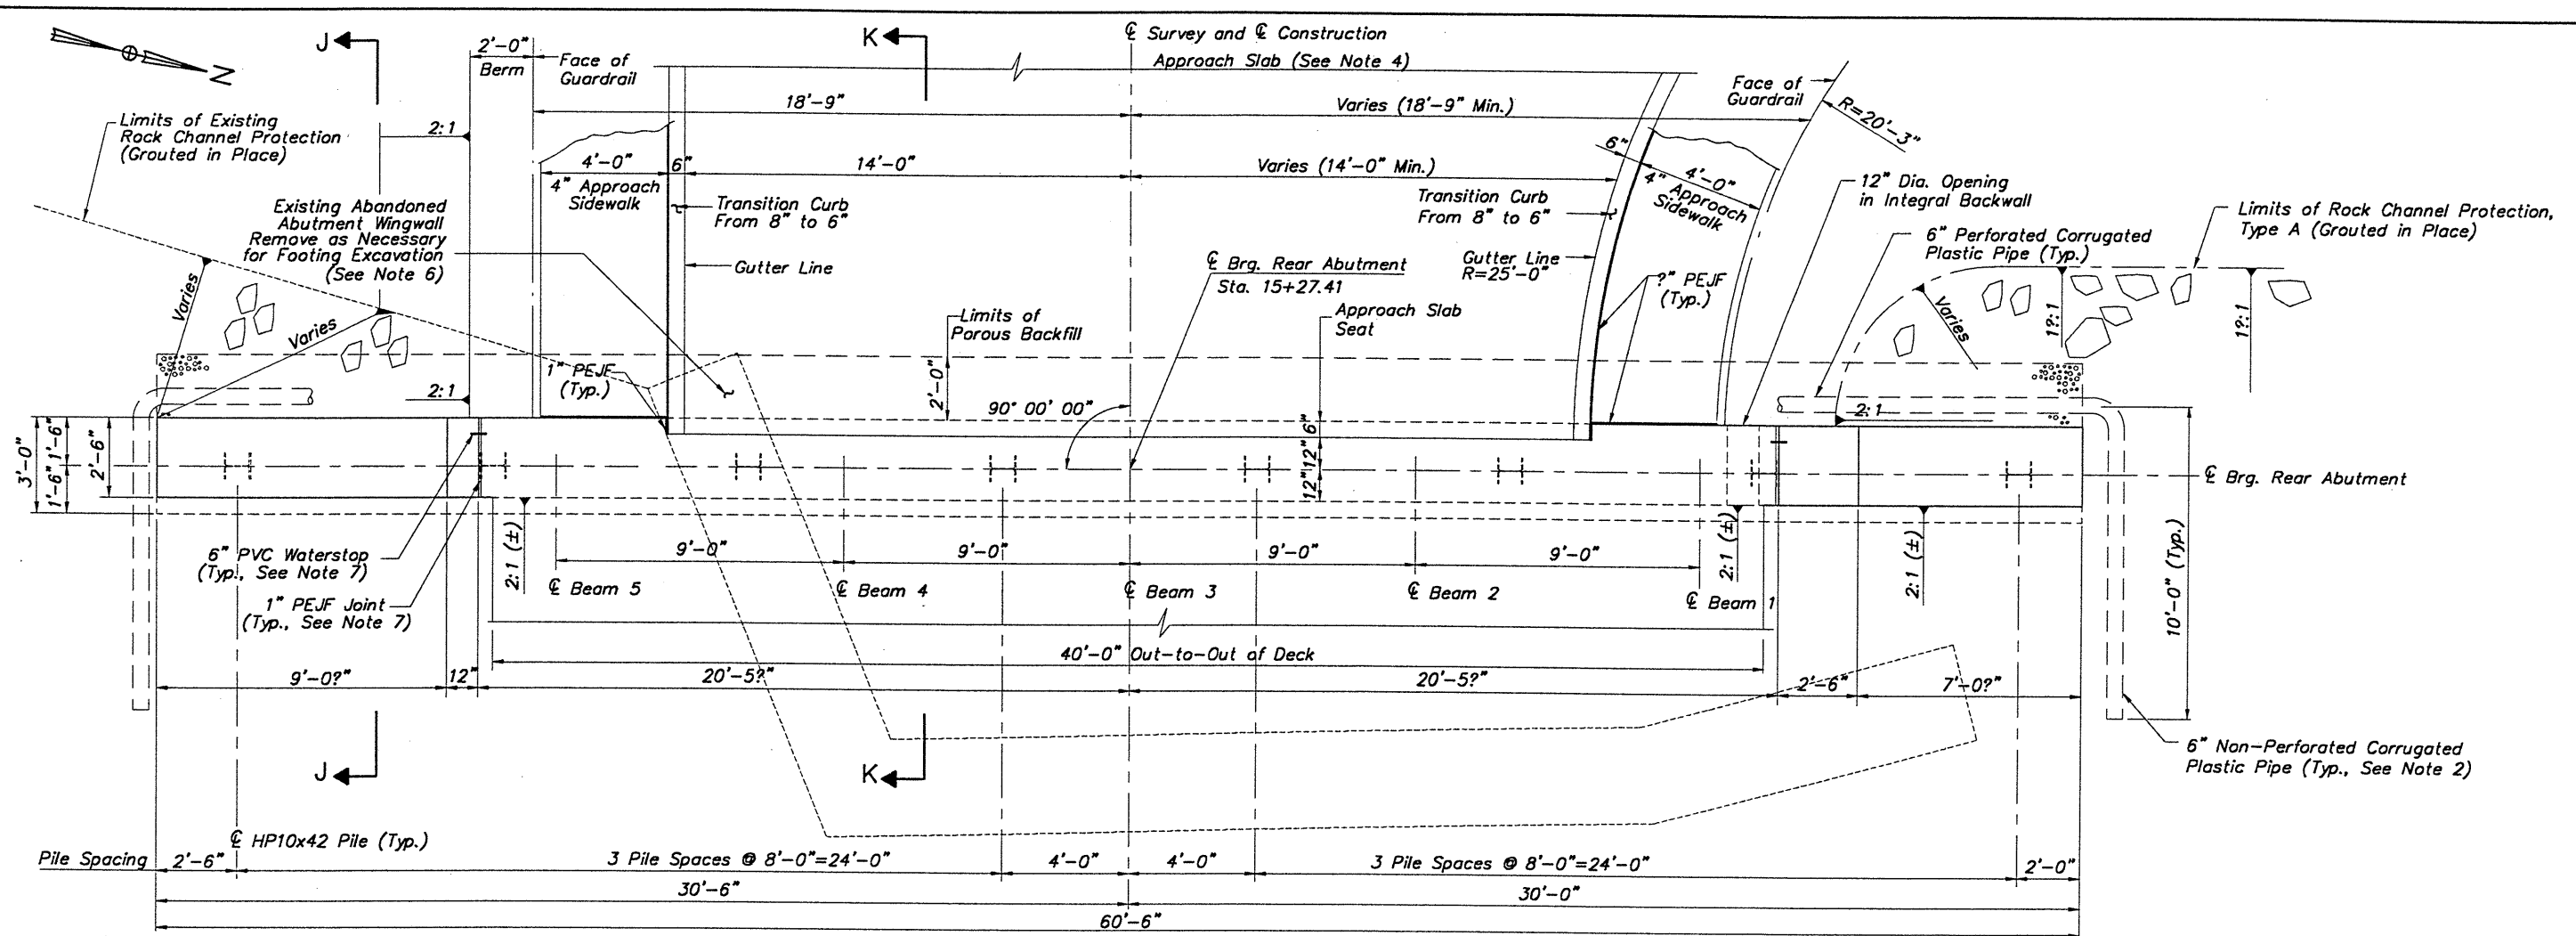 ℄ Survey and ℄ Construction
J
K
2'-0"
Berm
Face of
Guardrail
Approach Slab (See Note 4)
N
Face of
Guardrail
R=20'-3"
18'-9"
Varies (18'-9" Min.)
Limits of Existing
Rock Channel Protection
(Grouted in Place)
2:1
4'-0"
6"
14'-0"
Varies (14'-0" Min.)
6"
4'-0"
4" Approach
Sidewalk
4" Approach
Sidewalk
12" Dia. Opening
in Integral Backwall
Transition Curb
From 8" to 6"
Transition Curb
From 8" to 6"
Existing Abandoned
Abutment Wingwall
Remove as Necessary
for Footing Excavation
(See Note 6)
Limits of Rock Channel Protection,
Type A (Grouted in Place)
6" Perforated Corrugated
Plastic Pipe (Typ.)
Gutter Line
℄ Brg. Rear Abutment
Sta. 15+27.41
Gutter Line
R=25'-0"
?" PEJF
(Typ.)
Varies
Varies
Varies
1?:1
1?:1
Limits of
Porous Backfill
Approach Slab
Seat
1" PEJF
(Typ.)
2'-0"
2:1
90° 00' 00"
2:1
3'-0"
1'-6"
1'-6"
2'-6"
6"
12"
12"
℄ Brg. Rear Abutment
6" PVC Waterstop
(Typ., See Note 7)
1" PEJF Joint
(Typ., See Note 7)
2:1 (±)
9'-0"
9'-0"
9'-0"
9'-0"
2:1 (±)
2:1 (±)
10'-0" (Typ.)
℄ Beam 5
℄ Beam 4
℄ Beam 3
℄ Beam 2
℄ Beam 1
40'-0" Out-to-Out of Deck
9'-0?"
12"
20'-5?"
20'-5?"
2'-6"
7'-0?"
J
K
6" Non-Perforated Corrugated
Plastic Pipe (Typ., See Note 2)
℄ HP10x42 Pile (Typ.)
Pile Spacing
2'-6"
3 Pile Spaces @ 8'-0"=24'-0"
4'-0"
4'-0"
3 Pile Spaces @ 8'-0"=24'-0"
2'-0"
30'-6"
30'-0"
60'-6"